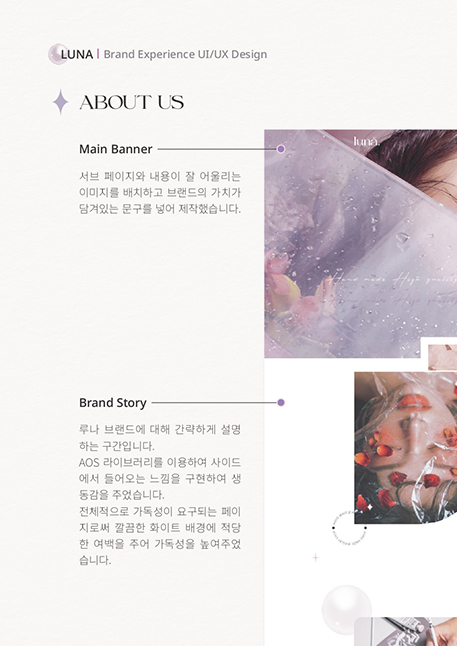 LUNA | Brand Experience UI/UX Design
ABOUT US
Main Banner
luna.
서브 페이지와 내용이 잘 어울리는
이미지를 배치하고 브랜드의 가치가
담겨있는 문구를 넣어 제작했습니다.
Hand made High
Brand Story
루나 브랜드에 대해 간략하게 설명
하는 구간입니다.
AOS 라이브러리를 이용하여 사이드
에서 들어오는 느낌을 구현하여 생
동감을 주었습니다.
전체적으로 가독성이 요구되는 페이
지로써 깔끔한 화이트 배경에 적당
한 여백을 주어 가독성을 높여주었
습니다.